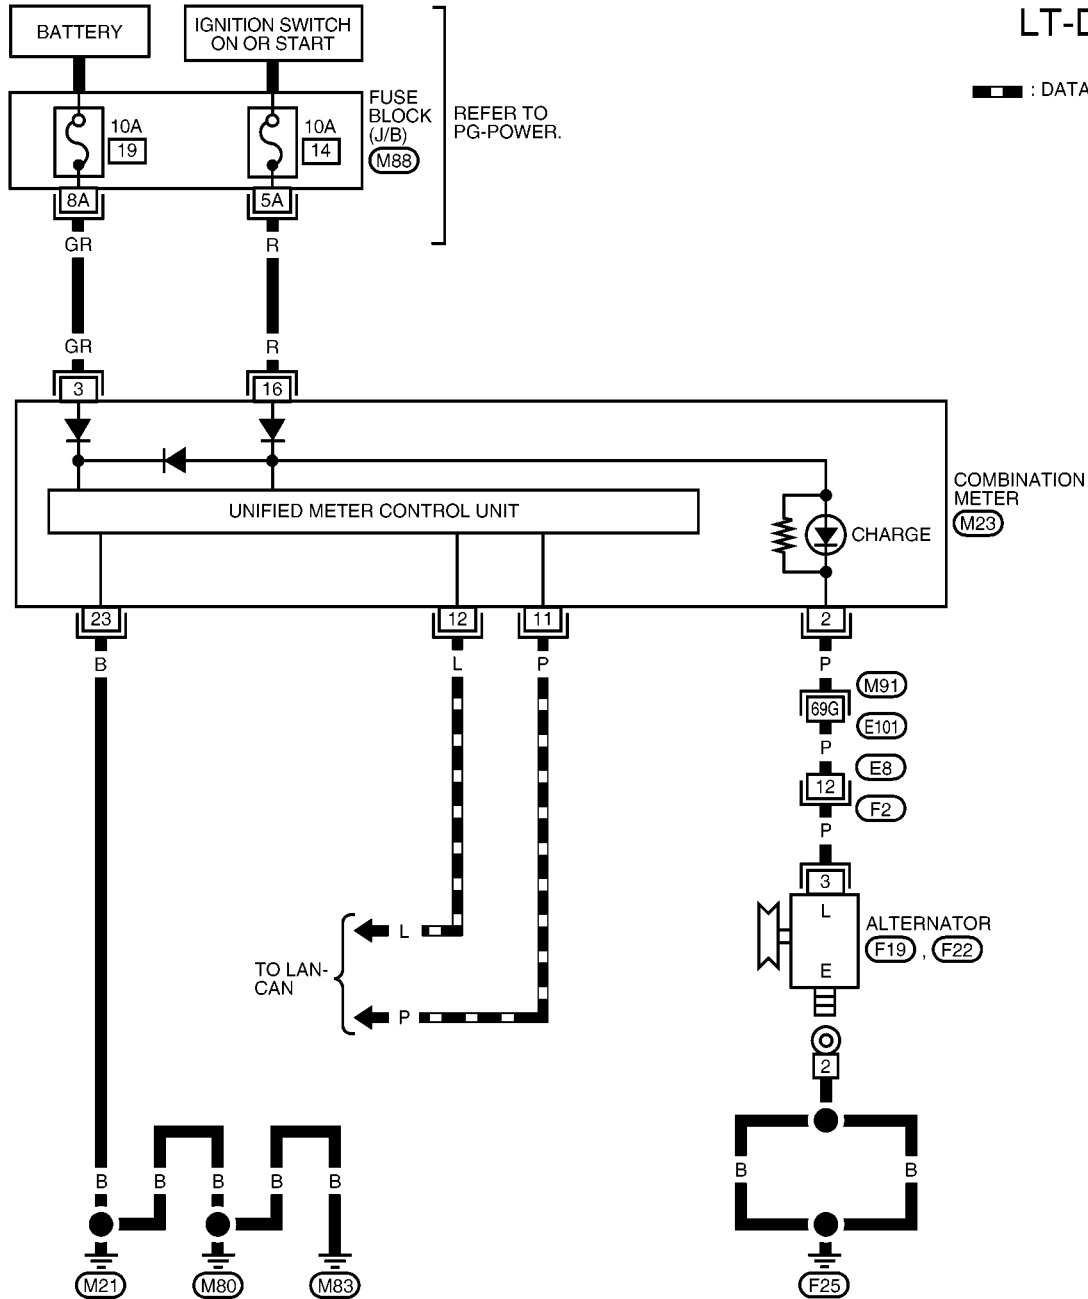 LT-D
: DATA
BATTERY
IGNITION SWITCH
ON OR START
10A
19
10A
14
FUSE
BLOCK
(J/B)
M88
REFER TO
PG-POWER.
8A
5A
GR
R
GR
R
3
16
UNIFIED METER CONTROL UNIT
CHARGE
COMBINATION
METER
M23
23
12
11
2
B
L
P
P
M91
69G
E101
P
E8
12
F2
P
3
L
E
ALTERNATOR
F19 , F22
L
TO LAN-
CAN
P
2
B
B
B
B
B
B
B
M21
M80
M83
F25